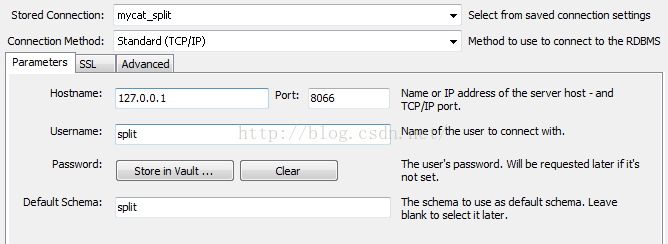 Stored Connection: mycat_split Select from saved connection settings
Connection Method: Standard (TCP/IP) Method to use to connect to the RDBMS
Parameters SSL Advanced
Hostname: 127.0.0.1 Port: 8066 Name or IP address of the server host - and
TCP/IP port.
Username: split Name of the user to connect with.
http://blog.csdn.net/
Password: Store in Vault ... Clear The user's password. Will be requested later if it's
not set.
Default Schema: split The schema to use as default schema. Leave
blank to select it later.